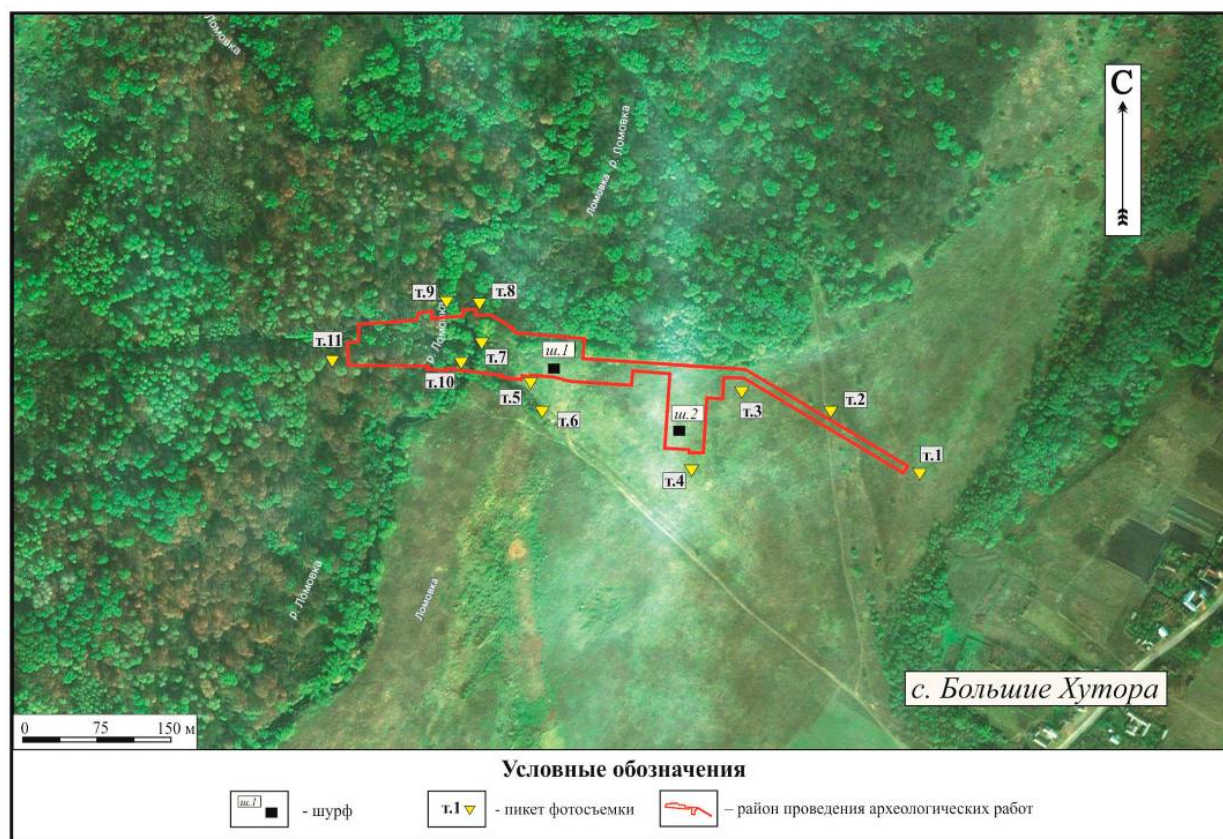 Ломовка
С
Ломовка
р. Ломовка
т.9
т.8
р. Ломовка
т.11
ш.1
т.7
т.10
т.5
т.6
ш.2
т.3
т.2
т.1
т.4
р. Ломовка
Ломовка
с. Большие Хутора
0 75 150 м
Условные обозначения
ш.1 - шурф
т.1 - пикет фотосъемки
– район проведения археологических работ